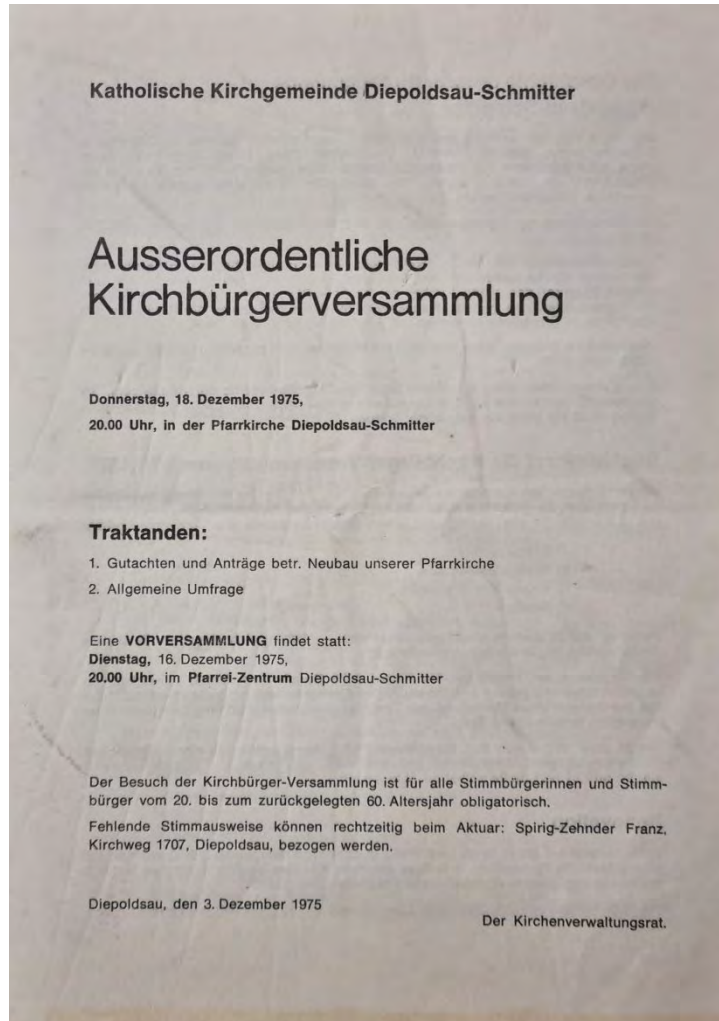 Katholische Kirchgemeinde Diepoldsau-Schmitter
Ausserordentliche
Kirchbürgerversammlung
Donnerstag, 18. Dezember 1975,
20.00 Uhr, in der Pfarrkirche Diepoldsau-Schmitter
Traktanden:
1. Gutachten und Anträge betr. Neubau unserer Pfarrkirche
2. Allgemeine Umfrage
Eine VORVERSAMMLUNG findet statt:
Dienstag, 16. Dezember 1975,
20.00 Uhr, im Pfarrei-Zentrum Diepoldsau-Schmitter
Der Besuch der Kirchbürger-Versammlung ist für alle Stimmbürgerinnen und Stimm-
bürger vom 20. bis zum zurückgelegten 60. Altersjahr obligatorisch.
Fehlende Stimmausweise können rechtzeitig beim Aktuar: Spirig-Zehnder Franz,
Kirchweg 1707, Diepoldsau, bezogen werden.
Diepoldsau, den 3. Dezember 1975
Der Kirchenverwaltungsrat.